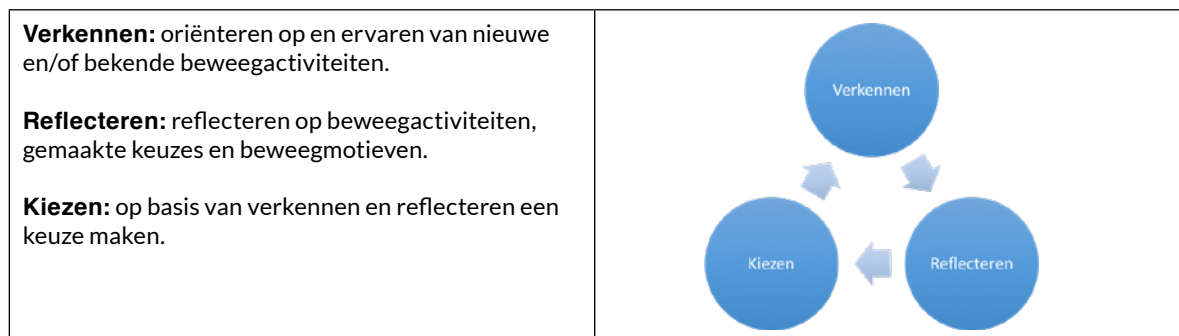 Verkennen: oriënteren op en ervaren van nieuwe
en/of bekende beweegactiviteiten.
Reflecteren: reflecteren op beweegactiviteiten,
gemaakte keuzes en beweegmotieven.
Kiezen: op basis van verkennen en reflecteren een
keuze maken.
Verkennen
Kiezen
Reflecteren